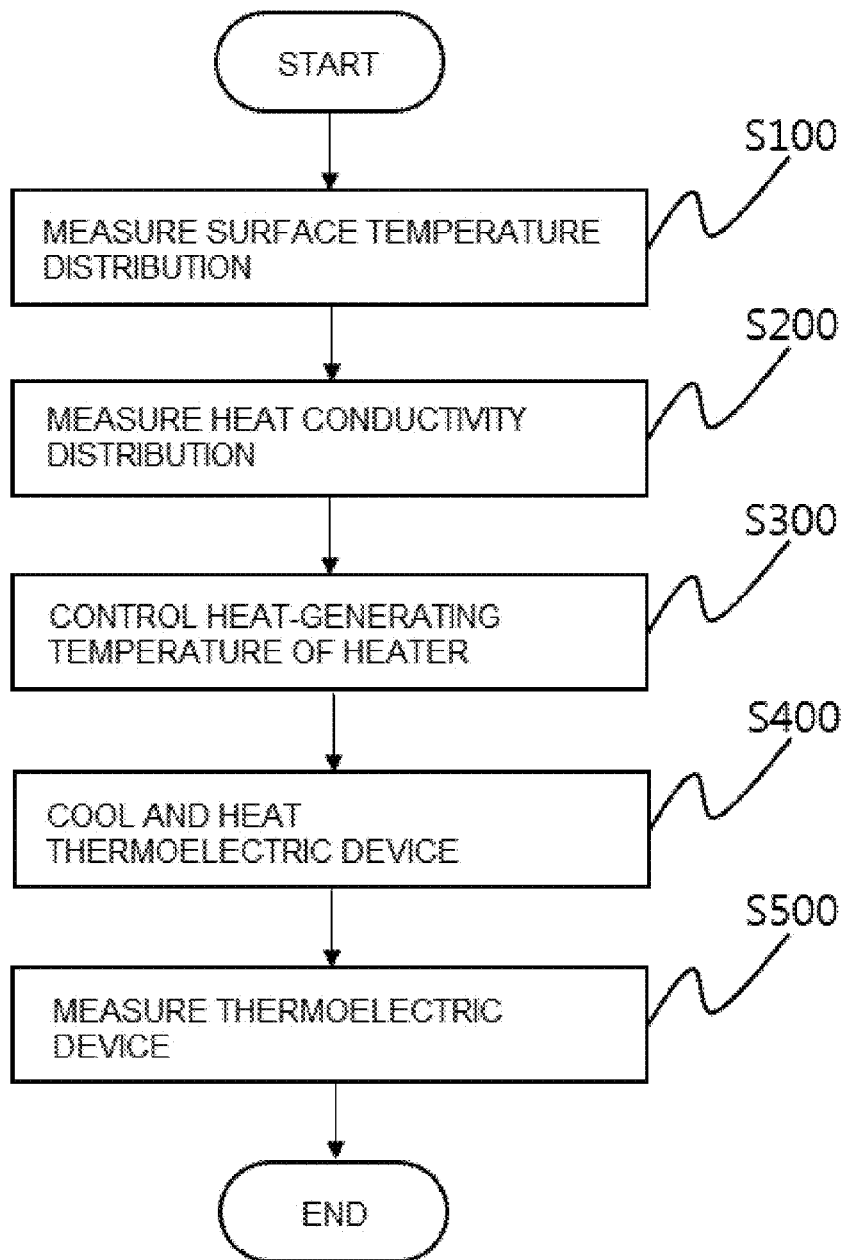 START
S100
MEASURE SURFACE TEMPERATURE
DISTRIBUTION
S200
MEASURE HEAT CONDUCTIVITY
DISTRIBUTION
S300
CONTROL HEAT-GENERATING
TEMPERATURE OF HEATER
S400
COOL AND HEAT
THERMOELECTRIC DEVICE
S500
MEASURE THERMOELECTRIC
DEVICE
END